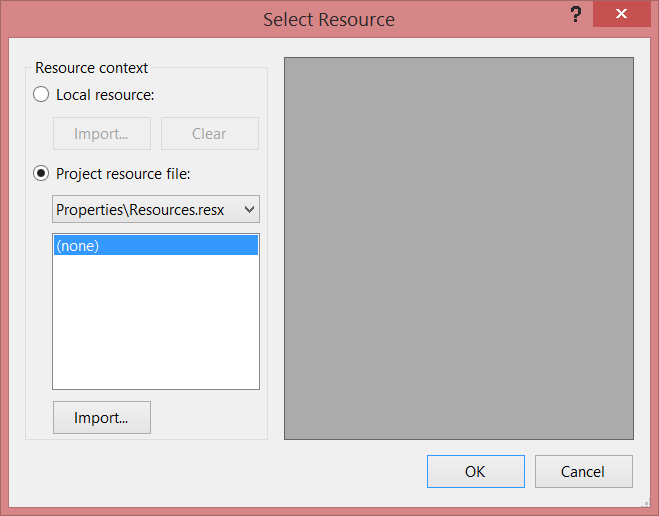 Select Resource
?
Resource context
Local resource:
Import... Clear
Project resource file:
Properties\Resources.resx
(none)
Import...
OK Cancel